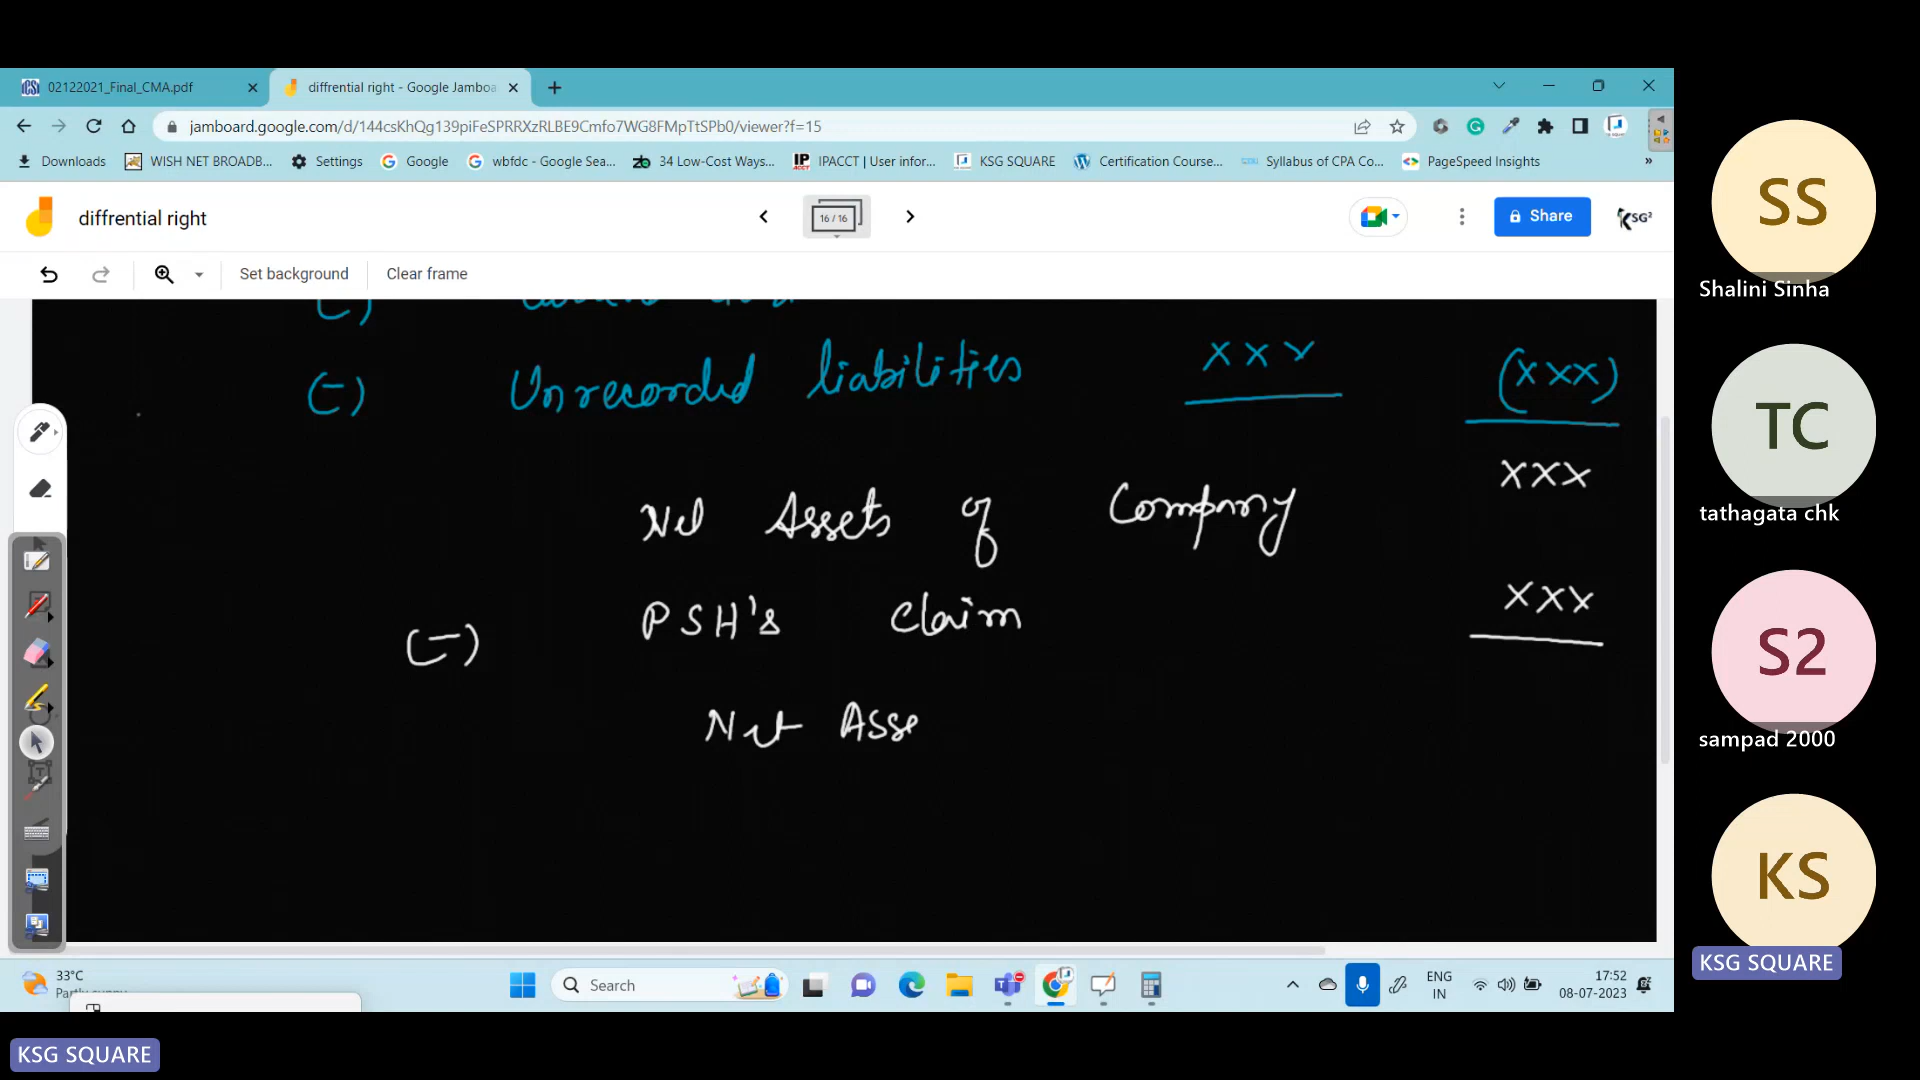 02122021_Final_CMA.pdf
diffrential right - Google Jamboa
jamboard.google.com/d/144csKhQg139piFeSPRRXzRLBE9Cmfo7WG8FMpTtSPb0/viewer?f=15
Downloads WISH NET BROADB... Settings Google wbfdc - Google Sea... 34 Low-Cost Ways... IPACCT | User infor... KSG SQUARE Certification Course... Syllabus of CPA Co... PageSpeed Insights »
diffrential right 16 / 16 Share KSG²
Set background Clear frame
(-)
(-) Unrecorded liabilities xxx (xxx)
Net Assets of Company xxx
(-) PSH's Claim xxx
Net Asse
SS
Shalini Sinha
TC
tathagata chk
S2
sampad 2000
KS
KSG SQUARE
33°C
Partly sunny
Search
ENG
IN
17:52
08-07-2023
KSG SQUARE